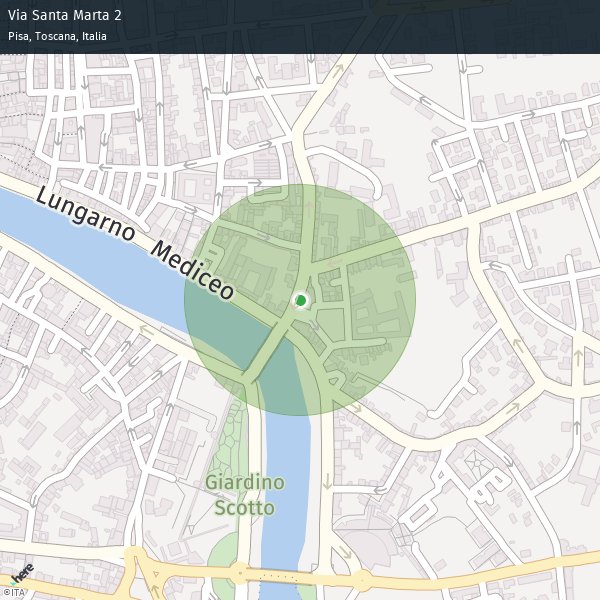 Via Santa Marta 2
Pisa, Toscana, Italia
Lungarno Mediceo
Giardino
Scotto
here
©ITA